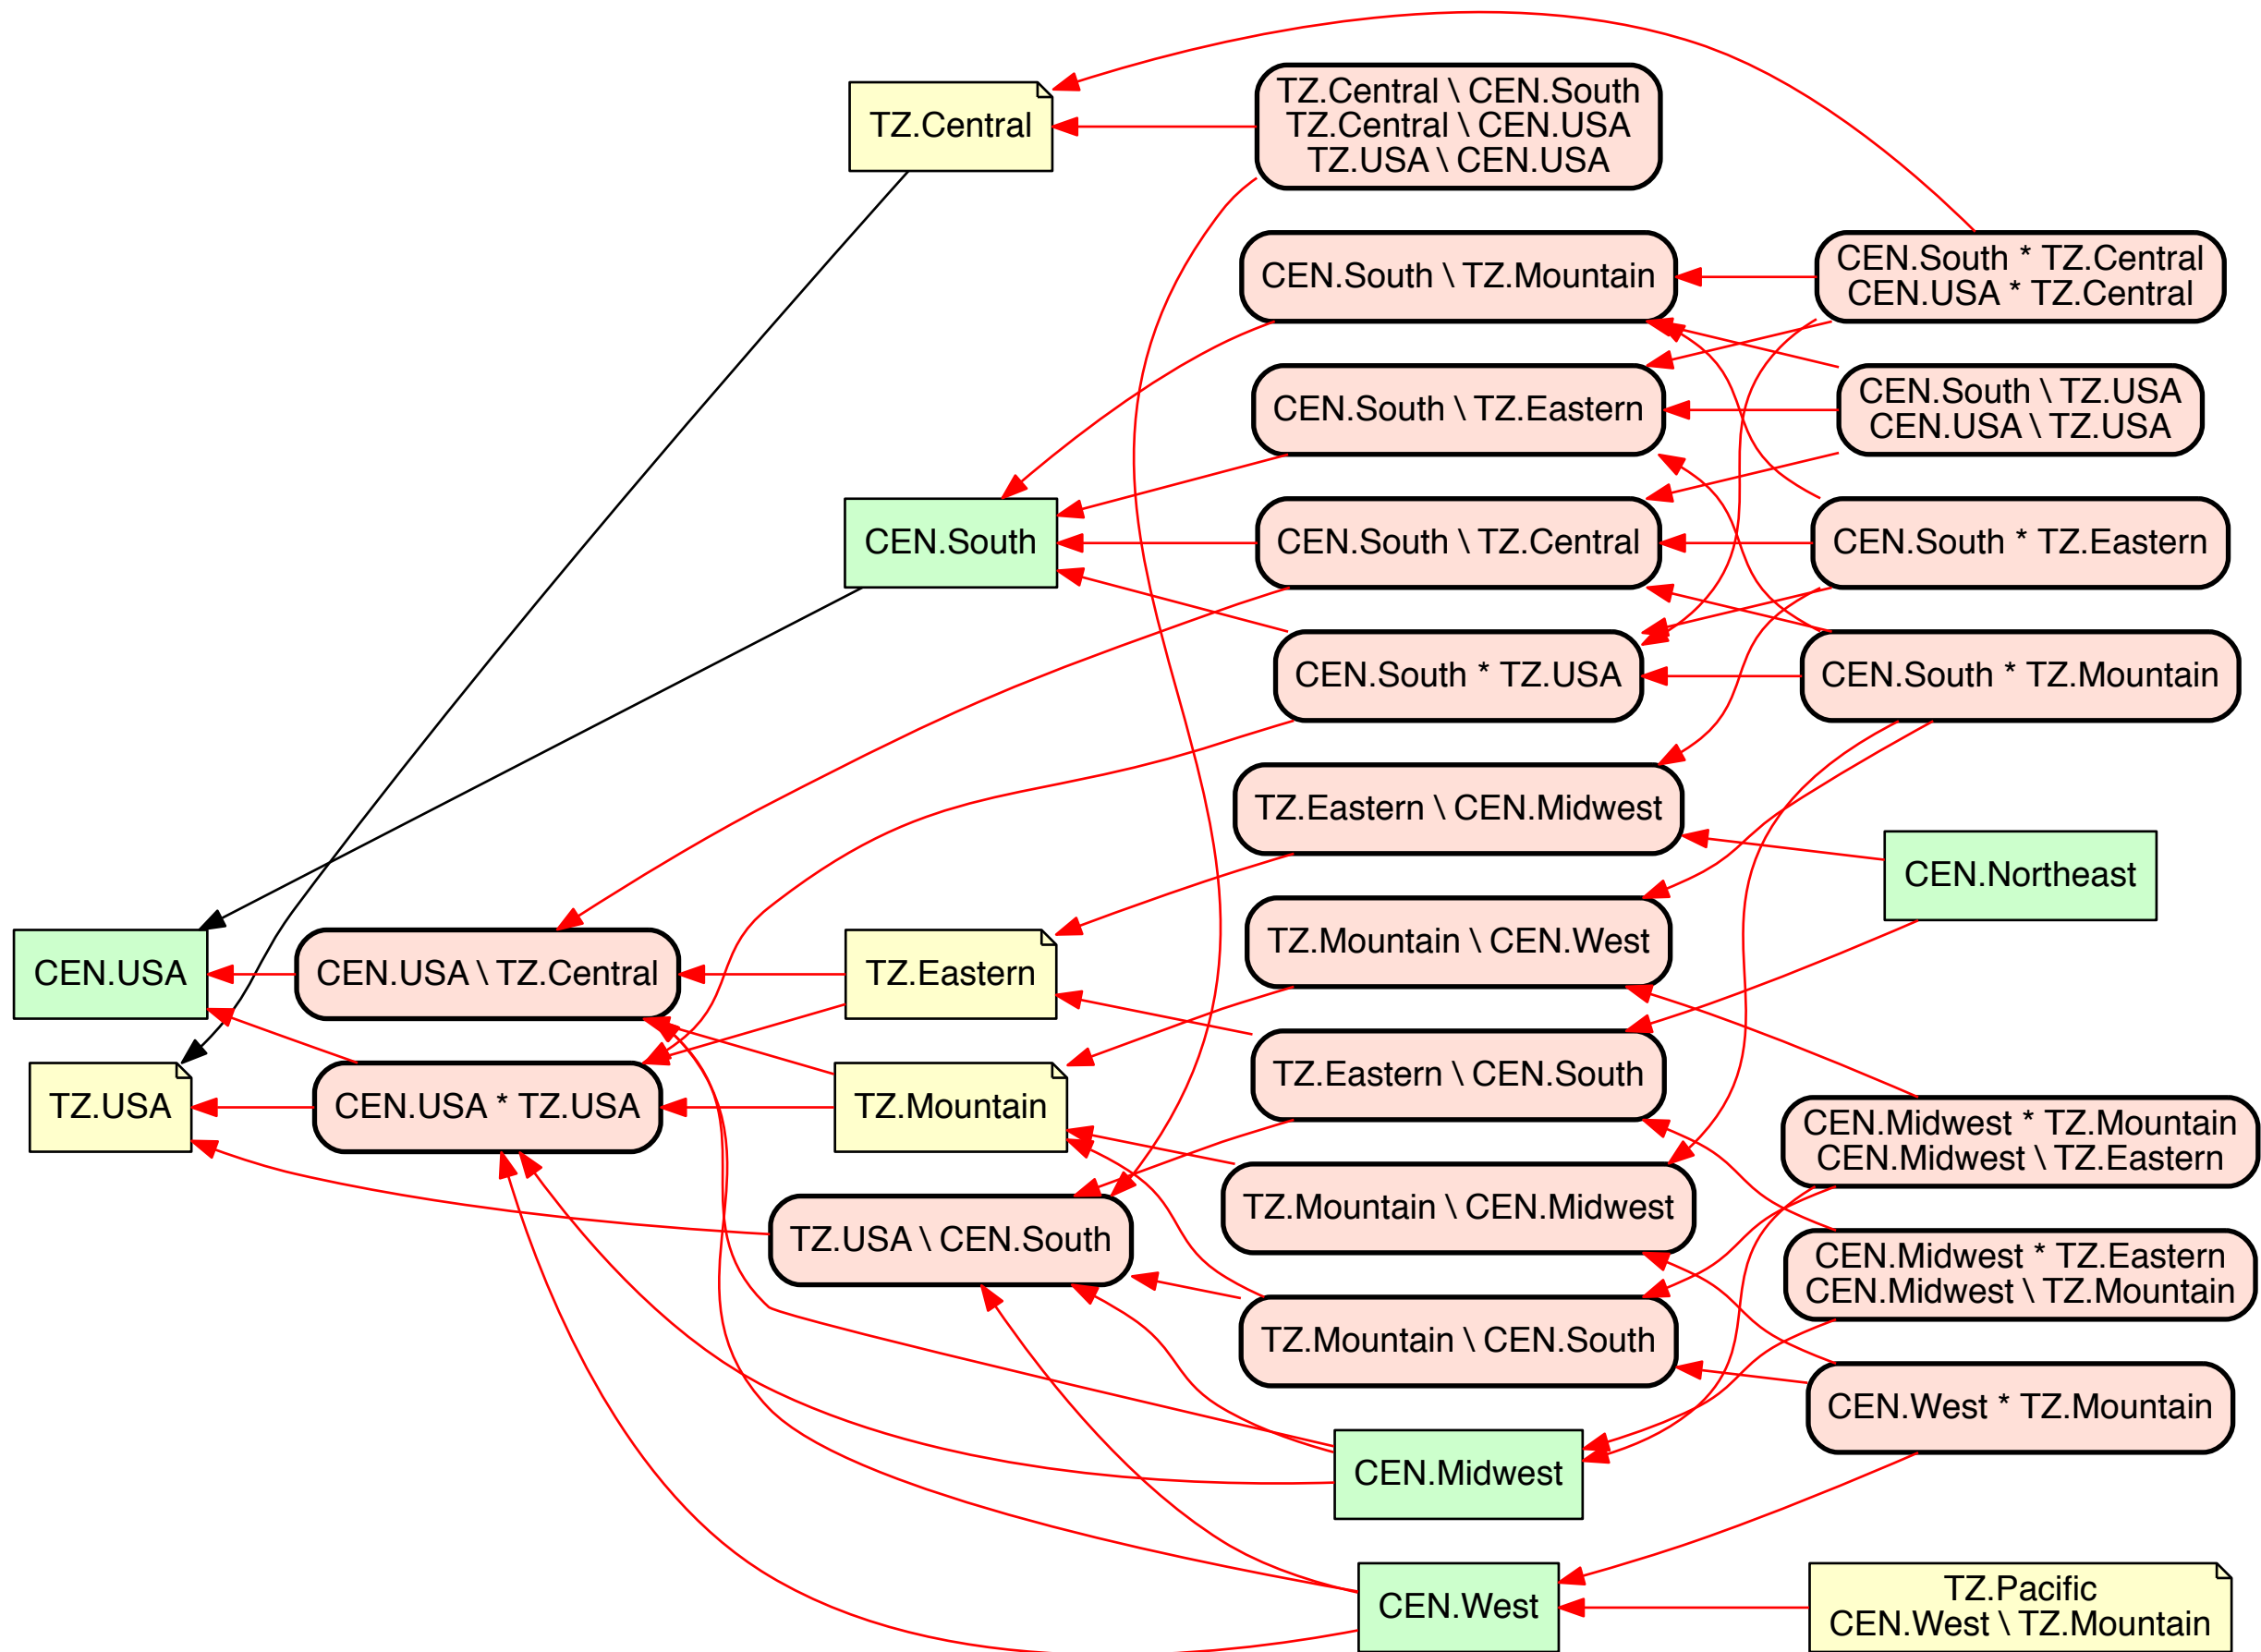 TZ.Central
TZ.Central \ CEN.South
TZ.Central \ CEN.USA
TZ.USA \ CEN.USA
CEN.South \ TZ.Mountain
CEN.South * TZ.Central
CEN.USA * TZ.Central
CEN.South \ TZ.Eastern
CEN.South \ TZ.USA
CEN.USA \ TZ.USA
CEN.South
CEN.South \ TZ.Central
CEN.South * TZ.Eastern
CEN.South * TZ.USA
CEN.South * TZ.Mountain
TZ.Eastern \ CEN.Midwest
CEN.Northeast
TZ.Mountain \ CEN.West
CEN.USA
CEN.USA \ TZ.Central
TZ.Eastern
TZ.Eastern \ CEN.South
TZ.USA
CEN.USA * TZ.USA
TZ.Mountain
CEN.Midwest * TZ.Mountain
CEN.Midwest \ TZ.Eastern
TZ.Mountain \ CEN.Midwest
TZ.USA \ CEN.South
CEN.Midwest * TZ.Eastern
CEN.Midwest \ TZ.Mountain
TZ.Mountain \ CEN.South
CEN.West * TZ.Mountain
CEN.Midwest
CEN.West
TZ.Pacific
CEN.West \ TZ.Mountain